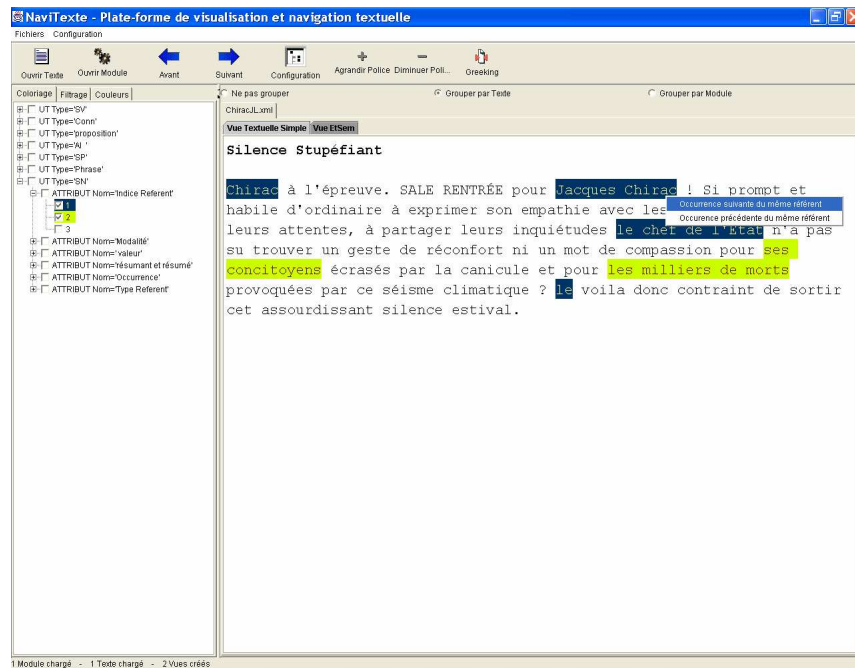 NaviTexte - Plate-forme de visualisation et navigation textuelle
Fichiers Configuration
Ouvrir Texte Ouvrir Module Avant Suivant Configuration Agrandir Police Diminuer Poli... Greeking
Coloriage Filtrage Couleurs
Ne pas grouper Grouper par Texte Grouper par Module
ChiracJL.xml
Vue Textuelle Simple Vue EtSem
UT Type='SV'
UT Type='Conn'
UT Type='proposition'
UT Type='Al '
UT Type='SP'
UT Type='Phrase'
UT Type='SN'
ATTRIBUT Nom='Indice Referent'
1
2
3
ATTRIBUT Nom='Modalité'
ATTRIBUT Nom='valeur'
ATTRIBUT Nom='résumant et résumé'
ATTRIBUT Nom='Occurrence'
ATTRIBUT Nom='Type Referent'
Silence Stupéfiant
Chirac à l'épreuve. SALE RENTRÉE pour Jacques Chirac ! Si prompt et
habile d'ordinaire à exprimer son empathie avec les
Occurrence suivante du même référent
Occurrence précédente du même référent
leurs attentes, à partager leurs inquiétudes le chef de l'Etat n'a pas
su trouver un geste de réconfort ni un mot de compassion pour ses
concitoyens écrasés par la canicule et pour les milliers de morts
provoquées par ce séisme climatique ? le voila donc contraint de sortir
cet assourdissant silence estival.
1 Module chargé - 1 Texte chargé - 2 Vues créés